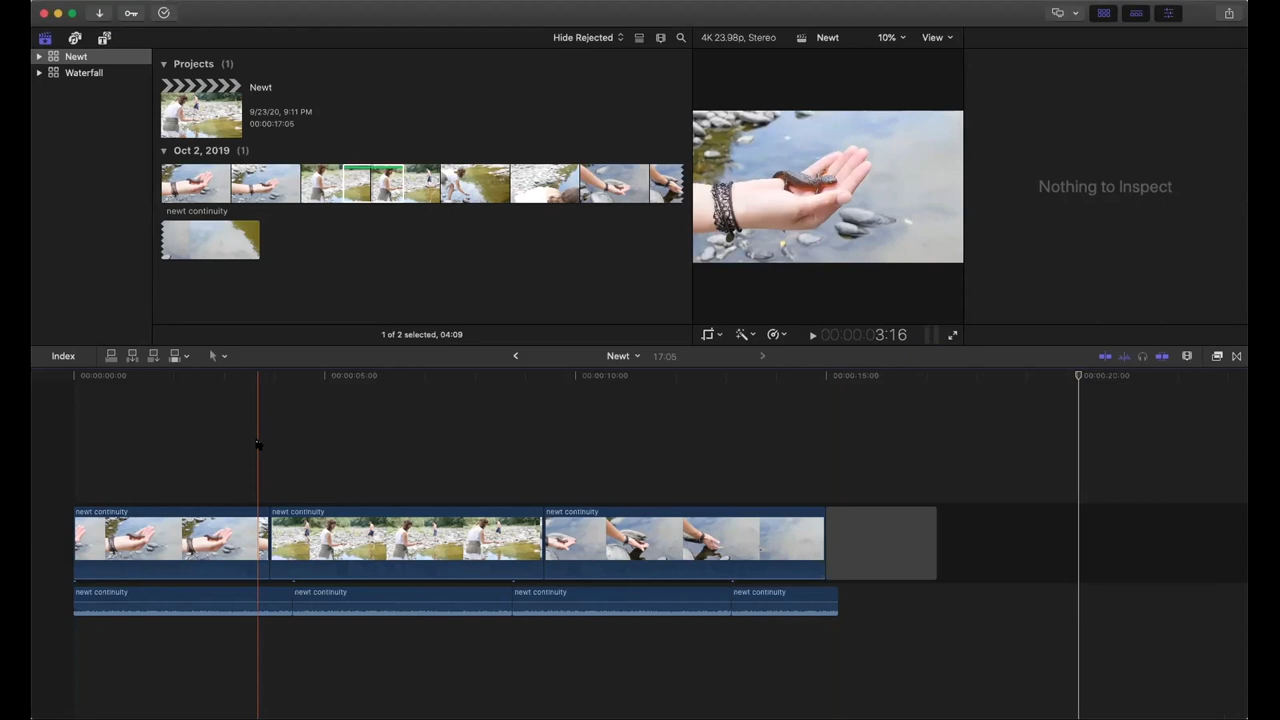 Hide Rejected
4K 23.98p, Stereo
Newt
10%
View
Newt
Waterfall
Projects (1)
Newt
9/23/20, 9:11 PM
00:00:17:05
Nothing to Inspect
Oct 2, 2019 (1)
newt continuity
1 of 2 selected, 04:09
00:00:03:16
Index
Newt
17:05
00:00:00:00
00:00:05:00
00:00:10:00
00:00:15:00
00:00:20:00
newt continuity
newt continuity
newt continuity
newt continuity
newt continuity
newt continuity
newt continuity